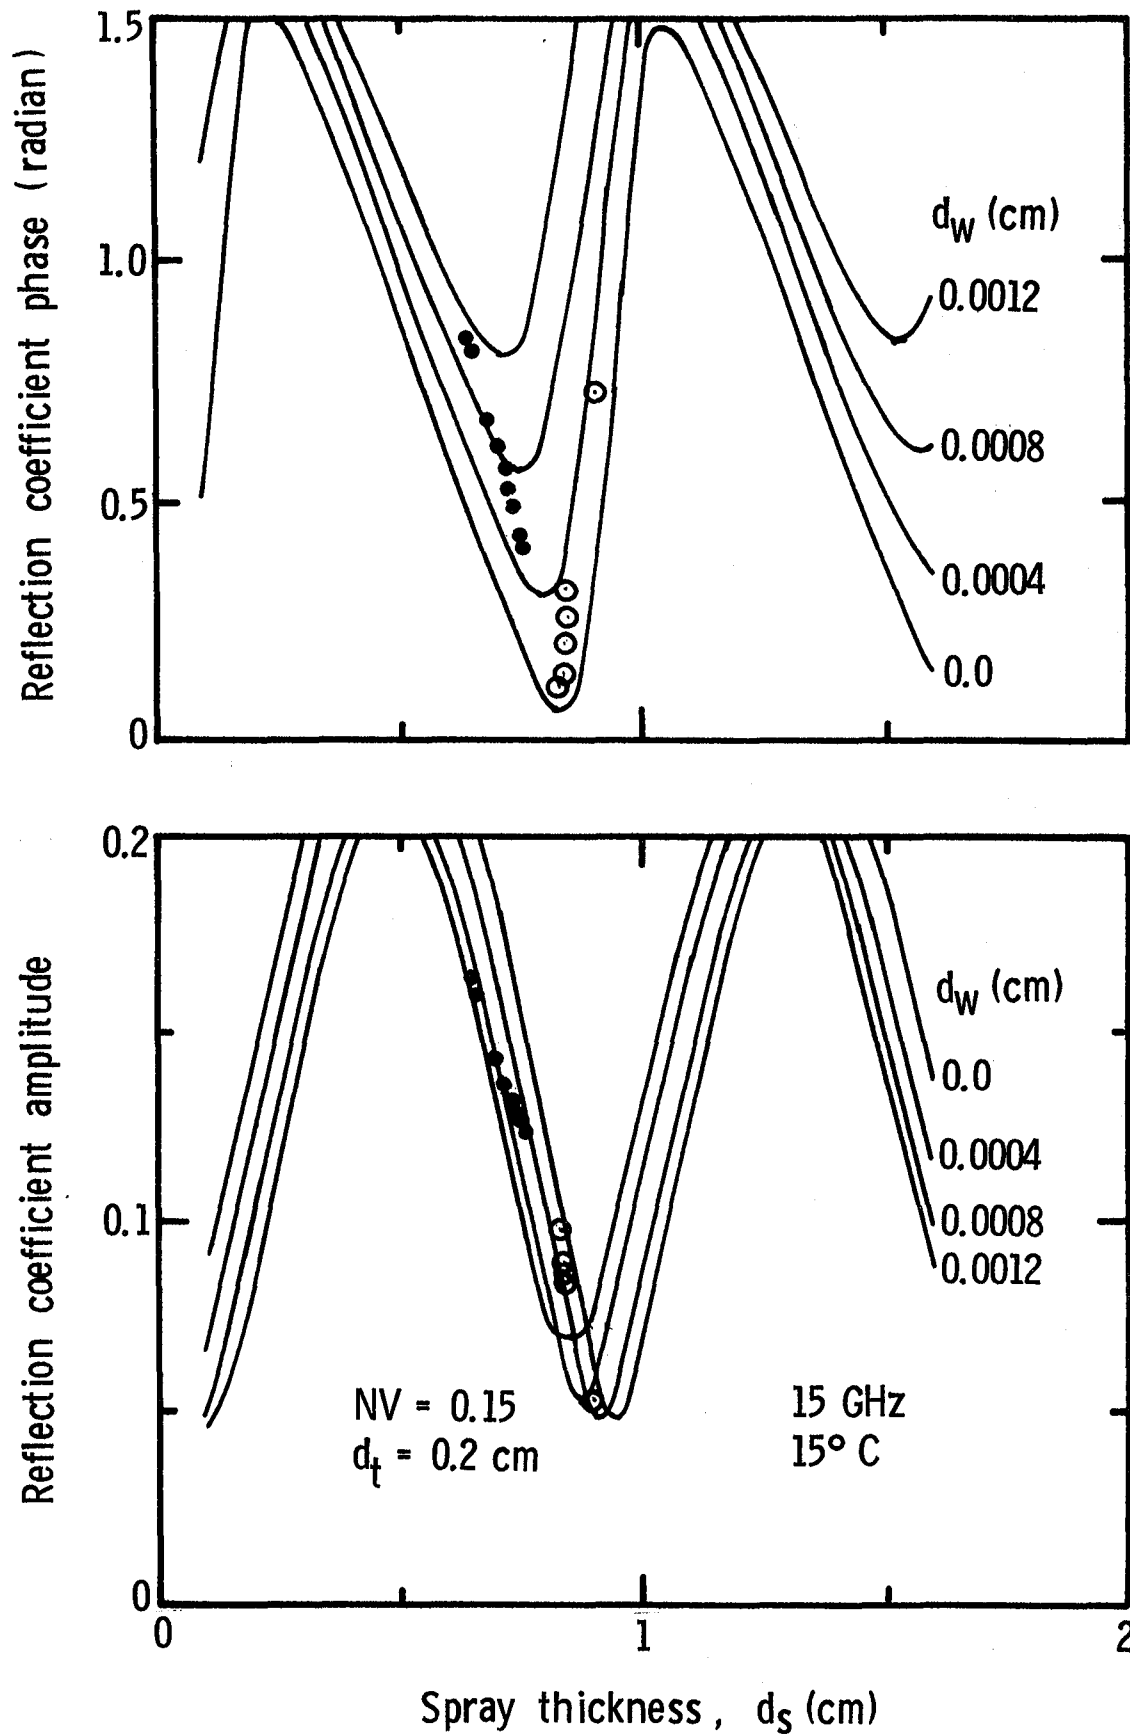 Reflection coefficient phase (radian)
1.5
1.0
0.5
0
d_w (cm)
0.0012
0.0008
0.0004
0.0
Reflection coefficient amplitude
0.2
0.1
0
d_w (cm)
0.0
0.0004
0.0008
0.0012
NV = 0.15
d_t = 0.2 cm
15 GHz
15° C
0 1 2
Spray thickness, d_s (cm)